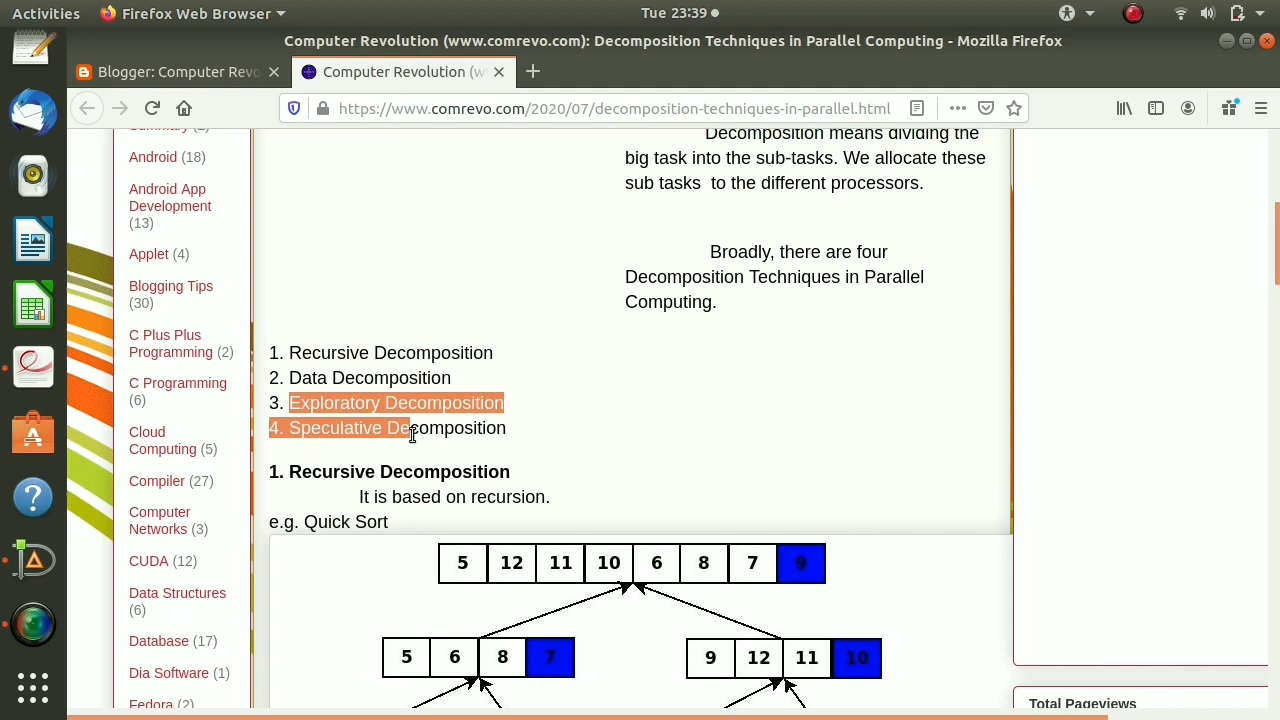 Activities
Firefox Web Browser
Tue 23:39
Computer Revolution (www.comrevo.com): Decomposition Techniques in Parallel Computing - Mozilla Firefox
Blogger: Computer Revo
Computer Revolution (w
https://www.comrevo.com/2020/07/decomposition-techniques-in-parallel.html
Android (18)
Android App
Development
(13)
Applet (4)
Blogging Tips
(30)
C Plus Plus
Programming (2)
C Programming
(6)
Cloud
Computing (5)
Compiler (27)
Computer
Networks (3)
CUDA (12)
Data Structures
(6)
Database (17)
Dia Software (1)
Fedora (2)
Decomposition means dividing the
big task into the sub-tasks. We allocate these
sub tasks to the different processors.
Broadly, there are four
Decomposition Techniques in Parallel
Computing.
1. Recursive Decomposition
2. Data Decomposition
3. Exploratory Decomposition
4. Speculative Decomposition
1. Recursive Decomposition
It is based on recursion.
e.g. Quick Sort
5 12 11 10 6 8 7 9
5 6 8 7
9 12 11 10
Total Pageviews